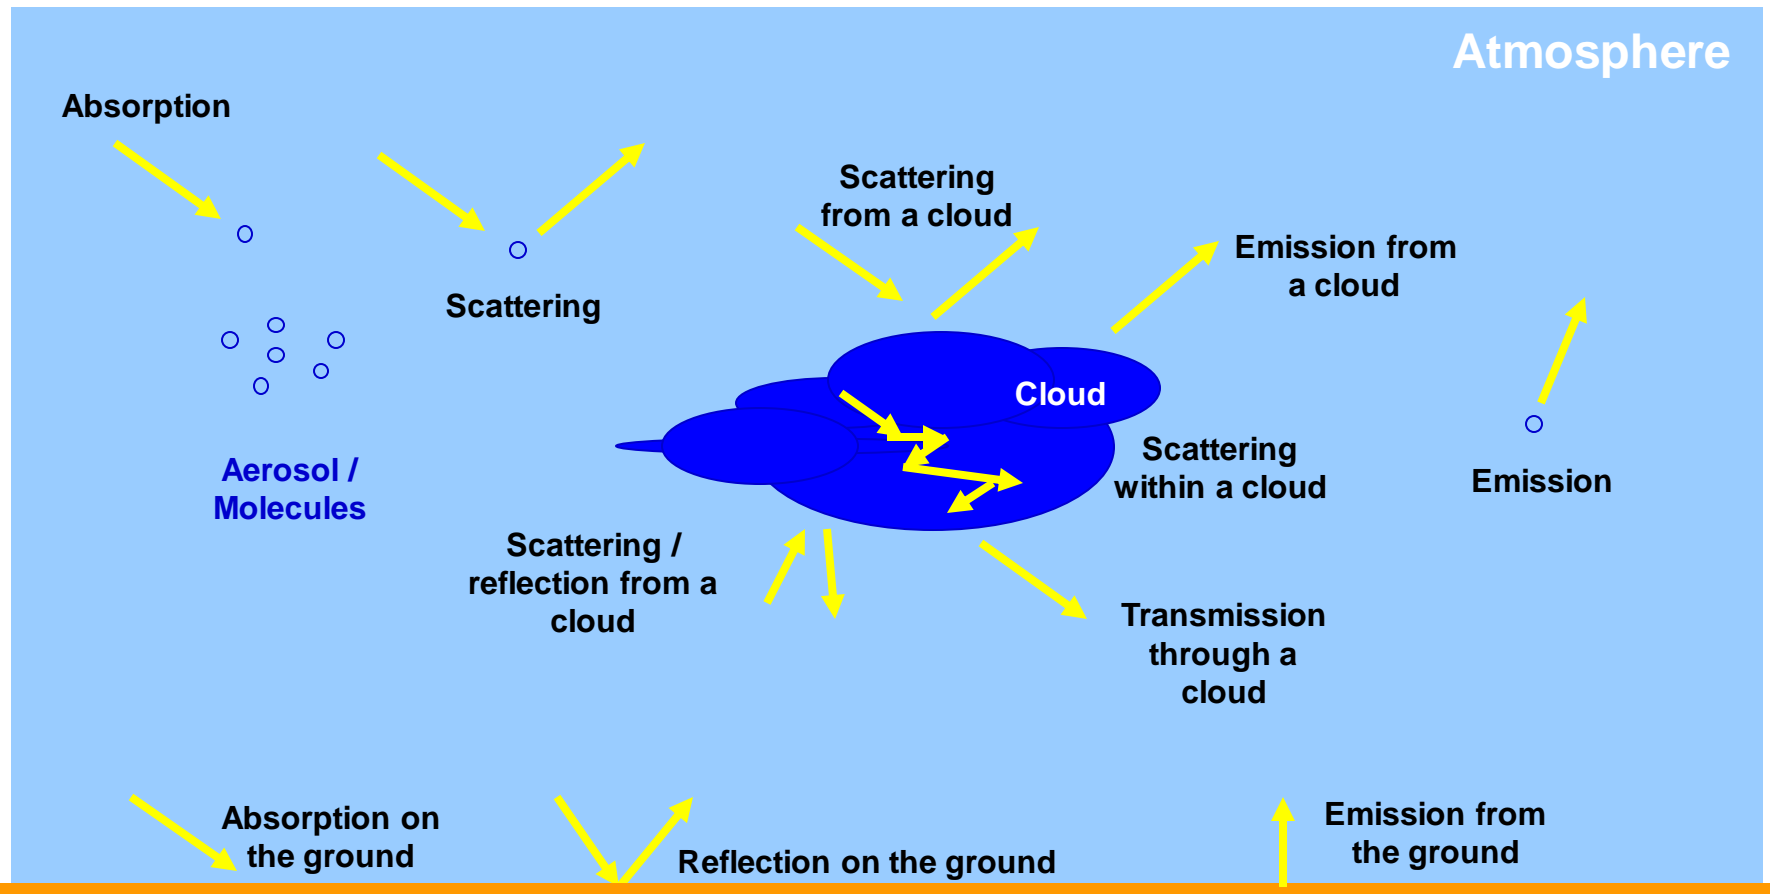 Atmosphere
Absorption
Scattering
from a cloud
Emission from
a cloud
Scattering
Cloud
Aerosol /
Molecules
Scattering
within a cloud
Emission
Scattering /
reflection from a
cloud
Transmission
through a
cloud
Absorption on
the ground
Reflection on the ground
Emission from
the ground